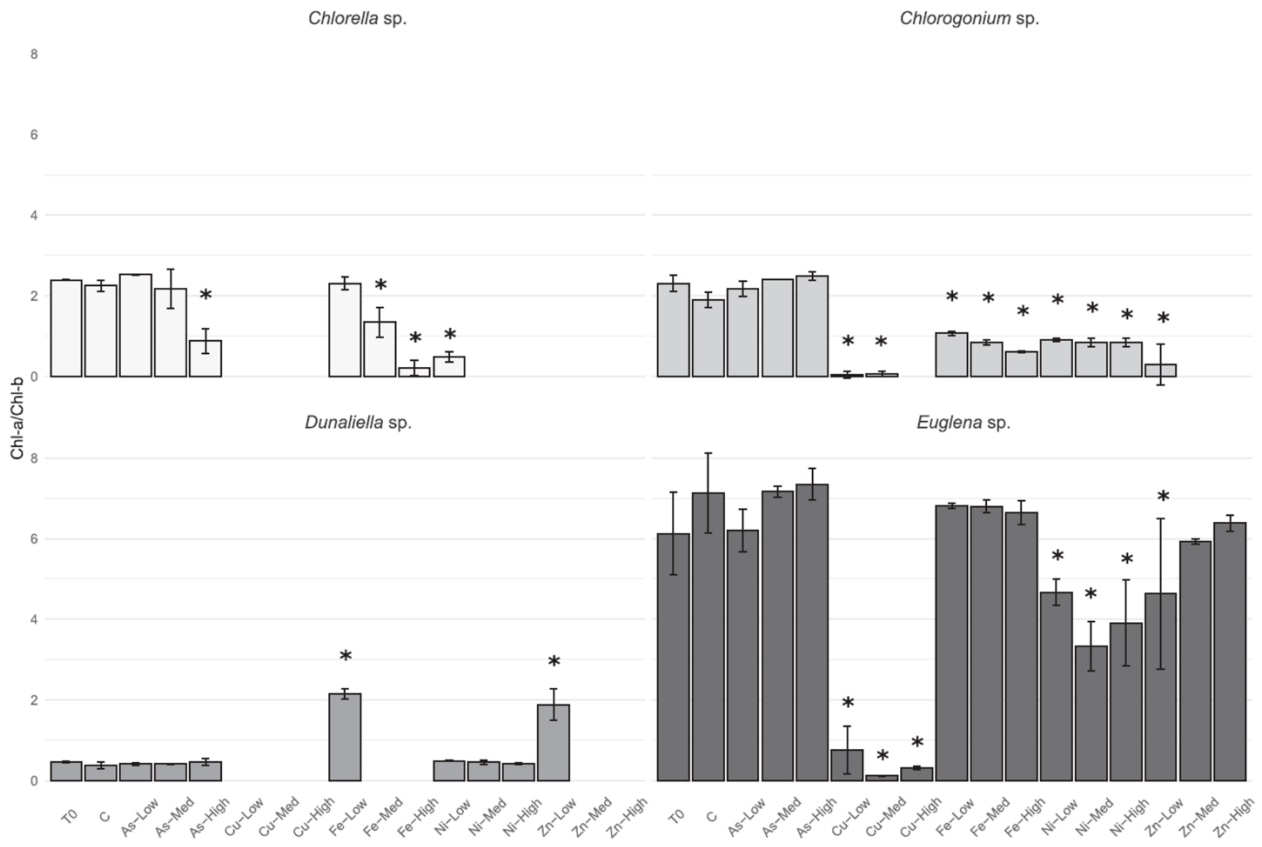 Chlorella sp.
Chlorogonium sp.
8
6
4
2
0
*
*
*
*
*
*
*
*
*
*
*
*
*
Chl-a/Chl-b
Dunaliella sp.
Euglena sp.
8
6
4
2
0
*
*
*
*
*
*
*
*
*
T0
C
As-Low
As-Med
As-High
Cu-Low
Cu-Med
Cu-High
Fe-Low
Fe-Med
Fe-High
Ni-Low
Ni-Med
Ni-High
Zn-Low
Zn-Med
Zn-High
T0
C
As-Low
As-Med
As-High
Cu-Low
Cu-Med
Cu-High
Fe-Low
Fe-Med
Fe-High
Ni-Low
Ni-Med
Ni-High
Zn-Low
Zn-Med
Zn-High